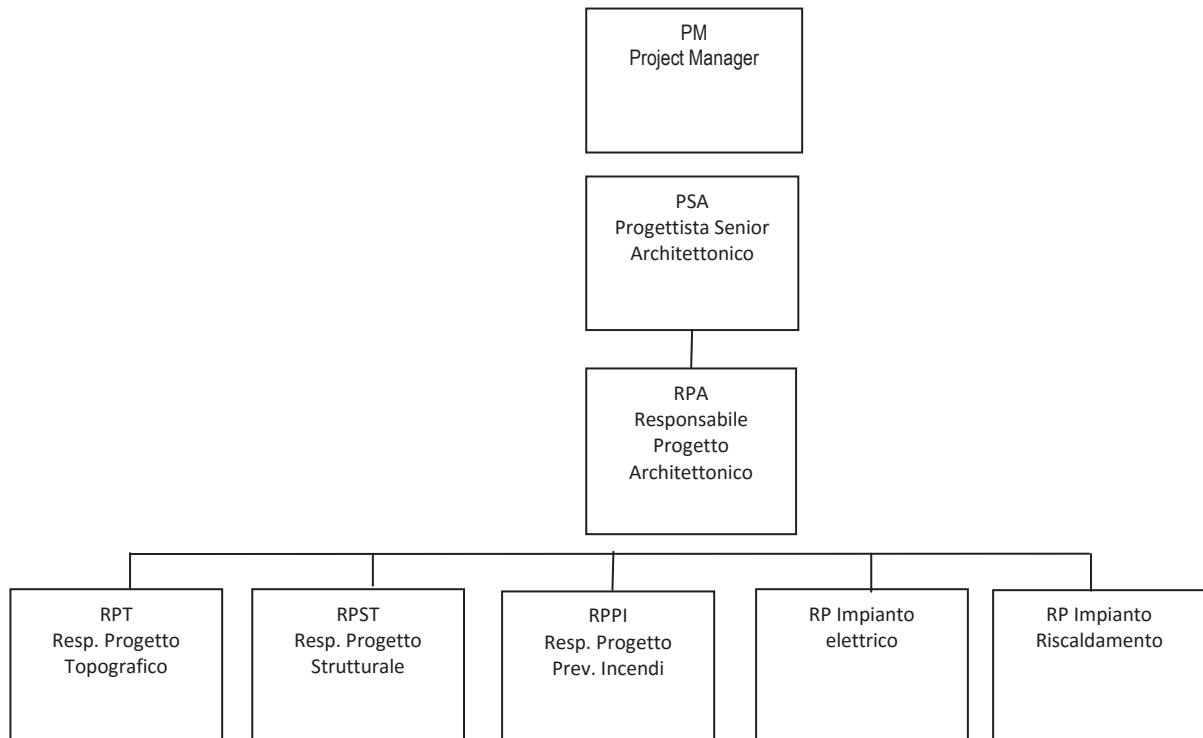 PM
Project Manager
PSA
Progettista Senior
Architettonico
RPA
Responsabile
Progetto
Architettonico
RPT
Resp. Progetto
Topografico
RPST
Resp. Progetto
Strutturale
RPPI
Resp. Progetto
Prev. Incendi
RP Impianto
elettrico
RP Impianto
Riscaldamento